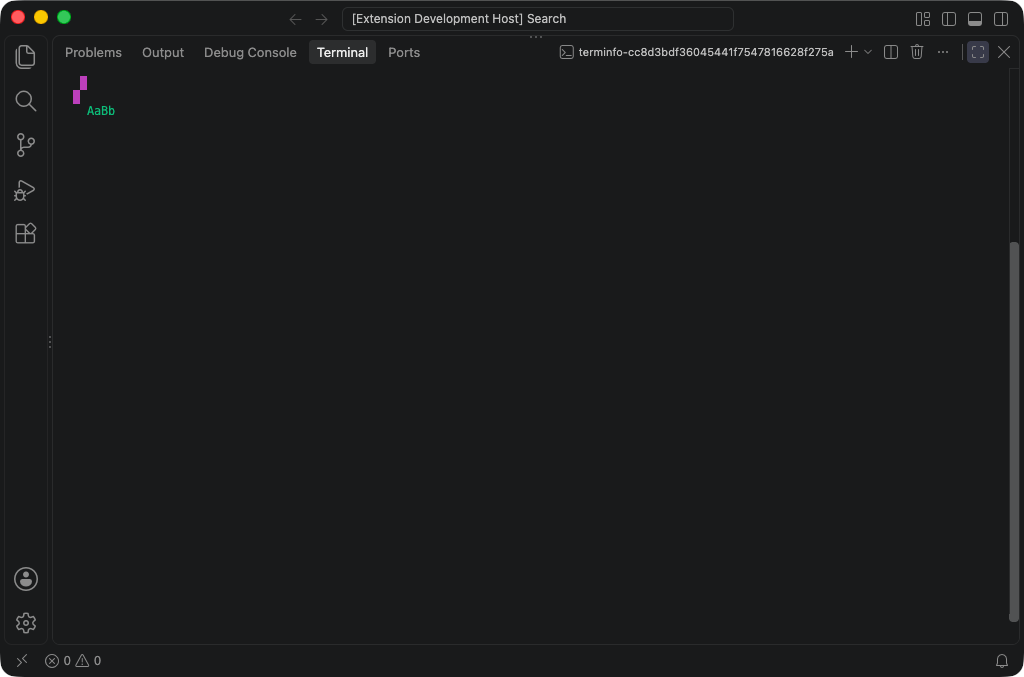 [Extension Development Host] Search
Problems Output Debug Console Terminal Ports terminfo-cc8d3bdf36045441f7547816628f275a
AaBb
0 0